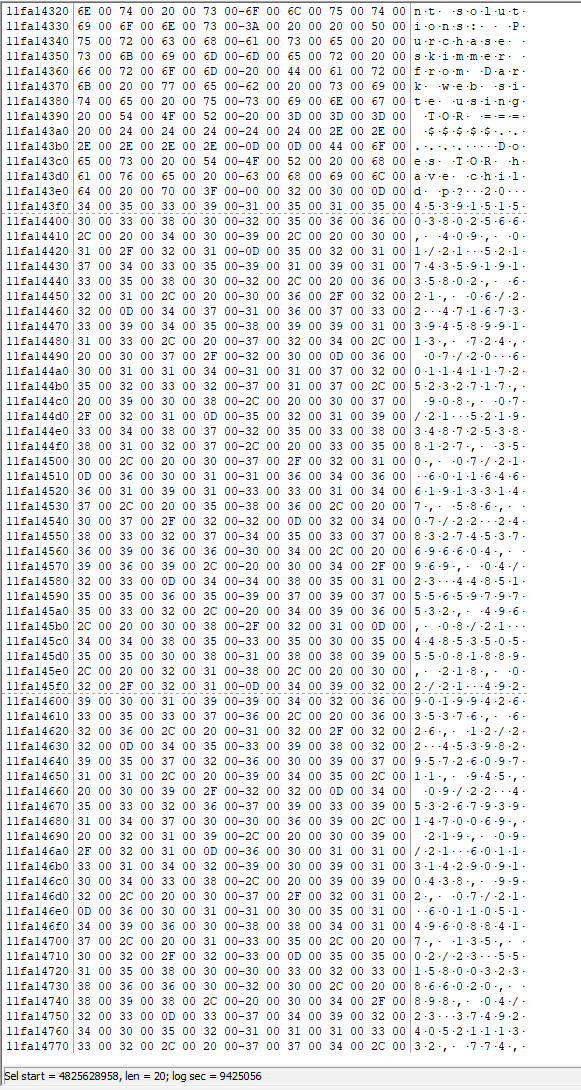 11fa14320 6E 00 74 00 20 00 73 00-6F 00 6C 00 75 00 74 00 n·t· ·s·o·l·u·t·
11fa14330 69 00 6F 00 6E 00 73 00-3A 00 20 00 20 00 50 00 i·o·n·s·:· · ·P·
11fa14340 75 00 72 00 63 00 68 00-61 00 73 00 65 00 20 00 u·r·c·h·a·s·e· ·
11fa14350 73 00 6B 00 69 00 6D 00-6D 00 65 00 72 00 20 00 s·k·i·m·m·e·r· ·
11fa14360 66 00 72 00 6F 00 6D 00-20 00 44 00 61 00 72 00 f·r·o·m· ·D·a·r·
11fa14370 6B 00 20 00 77 00 65 00-62 00 20 00 73 00 69 00 k· ·w·e·b· ·s·i·
11fa14380 74 00 65 00 20 00 75 00-73 00 69 00 6E 00 67 00 t·e· ·u·s·i·n·g·
11fa14390 20 00 54 00 4F 00 52 00-20 00 3D 00 3D 00 3D 00  ·T·O·R· ·=·=·=·
11fa143a0 20 00 24 00 24 00 24 00-24 00 24 00 2E 00 2E 00  ·$·$·$·$·$·.·.·
11fa143b0 2E 00 2E 00 2E 00 2E 00-0D 00 0D 00 44 00 6F 00 .·.·.·.·····D·o·
11fa143c0 65 00 73 00 20 00 54 00-4F 00 52 00 20 00 68 00 e·s· ·T·O·R· ·h·
11fa143d0 61 00 76 00 65 00 20 00-63 00 68 00 69 00 6C 00 a·v·e· ·c·h·i·l·
11fa143e0 64 00 20 00 70 00 3F 00-00 00 32 00 30 00 0D 00 d· ·p·?···2·0···
11fa143f0 34 00 35 00 33 00 39 00-31 00 35 00 31 00 35 00 4·5·3·9·1·5·1·5·
11fa14400 30 00 33 00 38 00 30 00-32 00 35 00 36 00 36 00 0·3·8·0·2·5·6·6·
11fa14410 2C 00 20 00 34 00 30 00-39 00 2C 00 20 00 30 00 ,· ·4·0·9·,· ·0·
11fa14420 31 00 2F 00 32 00 31 00-0D 00 35 00 32 00 31 00 1·/·2·1···5·2·1·
11fa14430 37 00 34 00 33 00 35 00-39 00 31 00 39 00 31 00 7·4·3·5·9·1·9·1·
11fa14440 33 00 35 00 38 00 30 00-32 00 2C 00 20 00 36 00 3·5·8·0·2·,· ·6·
11fa14450 32 00 31 00 2C 00 20 00-30 00 36 00 2F 00 32 00 2·1·,· ·0·6·/·2·
11fa14460 32 00 0D 00 34 00 37 00-31 00 36 00 37 00 33 00 2···4·7·1·6·7·3·
11fa14470 33 00 39 00 34 00 35 00-38 00 39 00 39 00 31 00 3·9·4·5·8·9·9·1·
11fa14480 31 00 33 00 2C 00 20 00-37 00 32 00 34 00 2C 00 1·3·,· ·7·2·4·,·
11fa14490 20 00 30 00 37 00 2F 00-32 00 30 00 0D 00 36 00  ·0·7·/·2·0···6·
11fa144a0 30 00 31 00 31 00 34 00-31 00 31 00 37 00 32 00 0·1·1·4·1·1·7·2·
11fa144b0 35 00 32 00 33 00 32 00-37 00 31 00 37 00 2C 00 5·2·3·2·7·1·7·,·
11fa144c0 20 00 39 00 30 00 38 00-2C 00 20 00 30 00 37 00  ·9·0·8·,· ·0·7·
11fa144d0 2F 00 32 00 31 00 0D 00-35 00 32 00 31 00 39 00 /·2·1···5·2·1·9·
11fa144e0 33 00 34 00 38 00 37 00-32 00 35 00 33 00 38 00 3·4·8·7·2·5·3·8·
11fa144f0 38 00 31 00 32 00 37 00-2C 00 20 00 33 00 35 00 8·1·2·7·,· ·3·5·
11fa14500 30 00 2C 00 20 00 30 00-37 00 2F 00 32 00 31 00 0·,· ·0·7·/·2·1·
11fa14510 0D 00 36 00 30 00 31 00-31 00 36 00 34 00 36 00 ··6·0·1·1·6·4·6·
11fa14520 36 00 31 00 39 00 31 00-33 00 33 00 31 00 34 00 6·1·9·1·3·3·1·4·
11fa14530 37 00 2C 00 20 00 35 00-38 00 36 00 2C 00 20 00 7·,· ·5·8·6·,· ·
11fa14540 30 00 37 00 2F 00 32 00-32 00 0D 00 32 00 34 00 0·7·/·2·2···2·4·
11fa14550 38 00 33 00 32 00 37 00-34 00 35 00 33 00 37 00 8·3·2·7·4·5·3·7·
11fa14560 36 00 39 00 36 00 36 00-30 00 34 00 2C 00 20 00 6·9·6·6·0·4·,· ·
11fa14570 39 00 36 00 39 00 2C 00-20 00 30 00 34 00 2F 00 9·6·9·,· ·0·4·/·
11fa14580 32 00 33 00 0D 00 34 00-34 00 38 00 35 00 31 00 2·3···4·4·8·5·1·
11fa14590 35 00 35 00 36 00 35 00-39 00 37 00 39 00 37 00 5·5·6·5·9·7·9·7·
11fa145a0 35 00 33 00 32 00 2C 00-20 00 34 00 39 00 36 00 5·3·2·,· ·4·9·6·
11fa145b0 2C 00 20 00 30 00 38 00-2F 00 32 00 31 00 0D 00 ,· ·0·8·/·2·1···
11fa145c0 34 00 34 00 38 00 35 00-33 00 35 00 30 00 35 00 4·4·8·5·3·5·0·5·
11fa145d0 35 00 35 00 30 00 38 00-31 00 38 00 38 00 39 00 5·5·0·8·1·8·8·9·
11fa145e0 2C 00 20 00 32 00 31 00-38 00 2C 00 20 00 30 00 ,· ·2·1·8·,· ·0·
11fa145f0 32 00 2F 00 32 00 31 00-0D 00 34 00 39 00 32 00 2·/·2·1···4·9·2·
11fa14600 39 00 30 00 31 00 39 00-39 00 34 00 32 00 36 00 9·0·1·9·9·4·2·6·
11fa14610 33 00 35 00 33 00 37 00-36 00 2C 00 20 00 36 00 3·5·3·7·6·,· ·6·
11fa14620 32 00 36 00 2C 00 20 00-31 00 32 00 2F 00 32 00 2·6·,· ·1·2·/·2·
11fa14630 32 00 0D 00 34 00 35 00-33 00 39 00 38 00 32 00 2···4·5·3·9·8·2·
11fa14640 39 00 35 00 37 00 32 00-36 00 30 00 39 00 37 00 9·5·7·2·6·0·9·7·
11fa14650 31 00 31 00 2C 00 20 00-39 00 34 00 35 00 2C 00 1·1·,· ·9·4·5·,·
11fa14660 20 00 30 00 39 00 2F 00-32 00 32 00 0D 00 34 00  ·0·9·/·2·2···4·
11fa14670 35 00 33 00 32 00 36 00-37 00 39 00 33 00 39 00 5·3·2·6·7·9·3·9·
11fa14680 31 00 34 00 37 00 30 00-30 00 36 00 39 00 2C 00 1·4·7·0·0·6·9·,·
11fa14690 20 00 32 00 31 00 39 00-2C 00 20 00 30 00 39 00  ·2·1·9·,· ·0·9·
11fa146a0 2F 00 32 00 31 00 0D 00-36 00 30 00 31 00 31 00 /·2·1···6·0·1·1·
11fa146b0 33 00 31 00 34 00 32 00-39 00 30 00 39 00 31 00 3·1·4·2·9·0·9·1·
11fa146c0 30 00 34 00 33 00 38 00-2C 00 20 00 39 00 39 00 0·4·3·8·,· ·9·9·
11fa146d0 32 00 2C 00 20 00 30 00-37 00 2F 00 32 00 31 00 2·,· ·0·7·/·2·1·
11fa146e0 0D 00 36 00 30 00 31 00-31 00 30 00 35 00 31 00 ··6·0·1·1·0·5·1·
11fa146f0 34 00 39 00 36 00 30 00-38 00 38 00 34 00 31 00 4·9·6·0·8·8·4·1·
11fa14700 37 00 2C 00 20 00 31 00-33 00 35 00 2C 00 20 00 7·,· ·1·3·5·,· ·
11fa14710 30 00 32 00 2F 00 32 00-33 00 0D 00 35 00 35 00 0·2·/·2·3···5·5·
11fa14720 31 00 35 00 38 00 30 00-30 00 33 00 32 00 33 00 1·5·8·0·0·3·2·3·
11fa14730 38 00 36 00 36 00 30 00-32 00 30 00 2C 00 20 00 8·6·6·0·2·0·,· ·
11fa14740 38 00 39 00 38 00 2C 00-20 00 30 00 34 00 2F 00 8·9·8·,· ·0·4·/·
11fa14750 32 00 33 00 0D 00 33 00-37 00 34 00 39 00 32 00 2·3···3·7·4·9·2·
11fa14760 34 00 30 00 35 00 32 00-31 00 31 00 31 00 33 00 4·0·5·2·1·1·1·3·
11fa14770 33 00 32 00 2C 00 20 00-37 00 37 00 34 00 2C 00 3·2·,· ·7·7·4·,·
Sel start = 4825628958, len = 20; log sec = 9425056